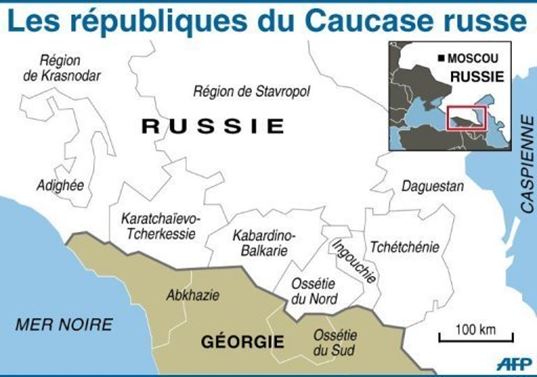 Les républiques du Caucase russe
Région
de Krasnodar
MOSCOU
RUSSIE
Région de Stavropol
RUSSIE
CASPIENNE
Adighée
Daguestan
Karatchaïevo-
Tcherkessie
Kabardino-
Balkarie
Ingouchie
Tchétchénie
Ossétie
du Nord
Abkhazie
MER NOIRE
GÉORGIE
Ossétie
du Sud
100 km
AFP